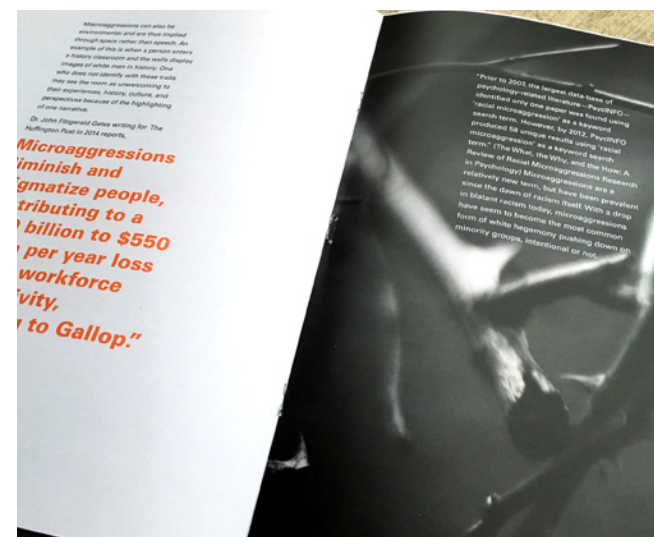 Miscroaggressions can also be
environmental and are thus implied
through space rather than speech. An
example of this is when a person enters
a history classroom and the walls display
images of white men in history. One
who does not identify with these traits
may see the room as unwelcoming to
their experiences, history, culture, and
perspectives because of the highlighting
of one narrative.
Dr. John Fitzgerald Gates writing for The
Huffington Post in 2014 reports,
Microaggressions
iminish and
gmatize people,
tributing to a
billion to $550
per year loss
workforce
ivity,
to Gallop."
"Prior to 2007, the largest data-base of
psychology-related literature—PsycINFO—
identified only one paper was found using
'racial microaggression' as a keyword
search term. However, by 2012, PsycINFO
produced 58 unique results using 'racial
microaggression' as a keyword search
term." (The What, the Why, and the How: A
Review of Racial Microaggressions Research
in Psychology) Microaggressions are a
relatively new term, but have been prevalent
since the dawn of racism itself. With a drop
in blatant racism today, microaggressions
have seem to become the most common
form of white hegemony pushing down on
minority groups, intentional or not.